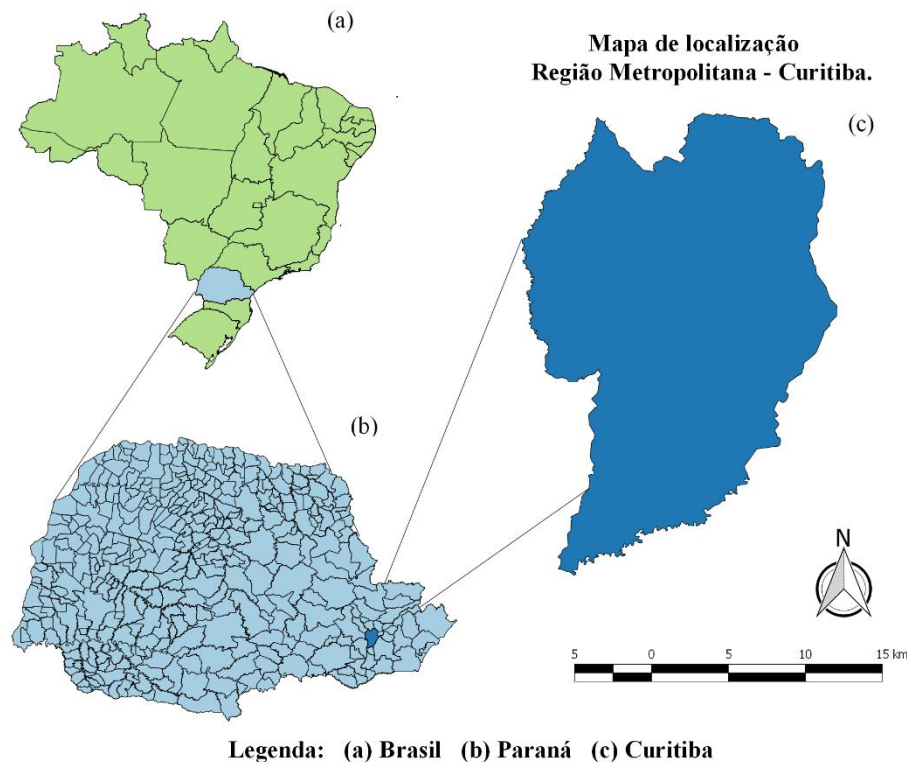 (a)
Mapa de localização
Região Metropolitana - Curitiba.
(c)
(b)
N
5 0 5 10 15 km
Legenda: (a) Brasil (b) Paraná (c) Curitiba